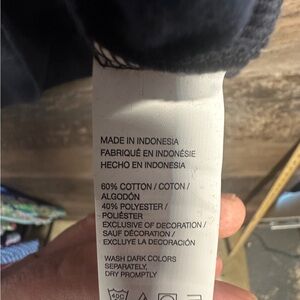 MADE IN INDONESIA
FABRIQUÉ EN INDONÉSIE
HECHO EN INDONESIA
60% COTTON / COTON /
ALGODÓN
40% POLYESTER /
POLIÉSTER
EXCLUSIVE OF DECORATION /
SAUF DÉCORATION /
EXCLUYE LA DECORACIÓN
WASH DARK COLORS
SEPARATELY,
DRY PROMPTLY